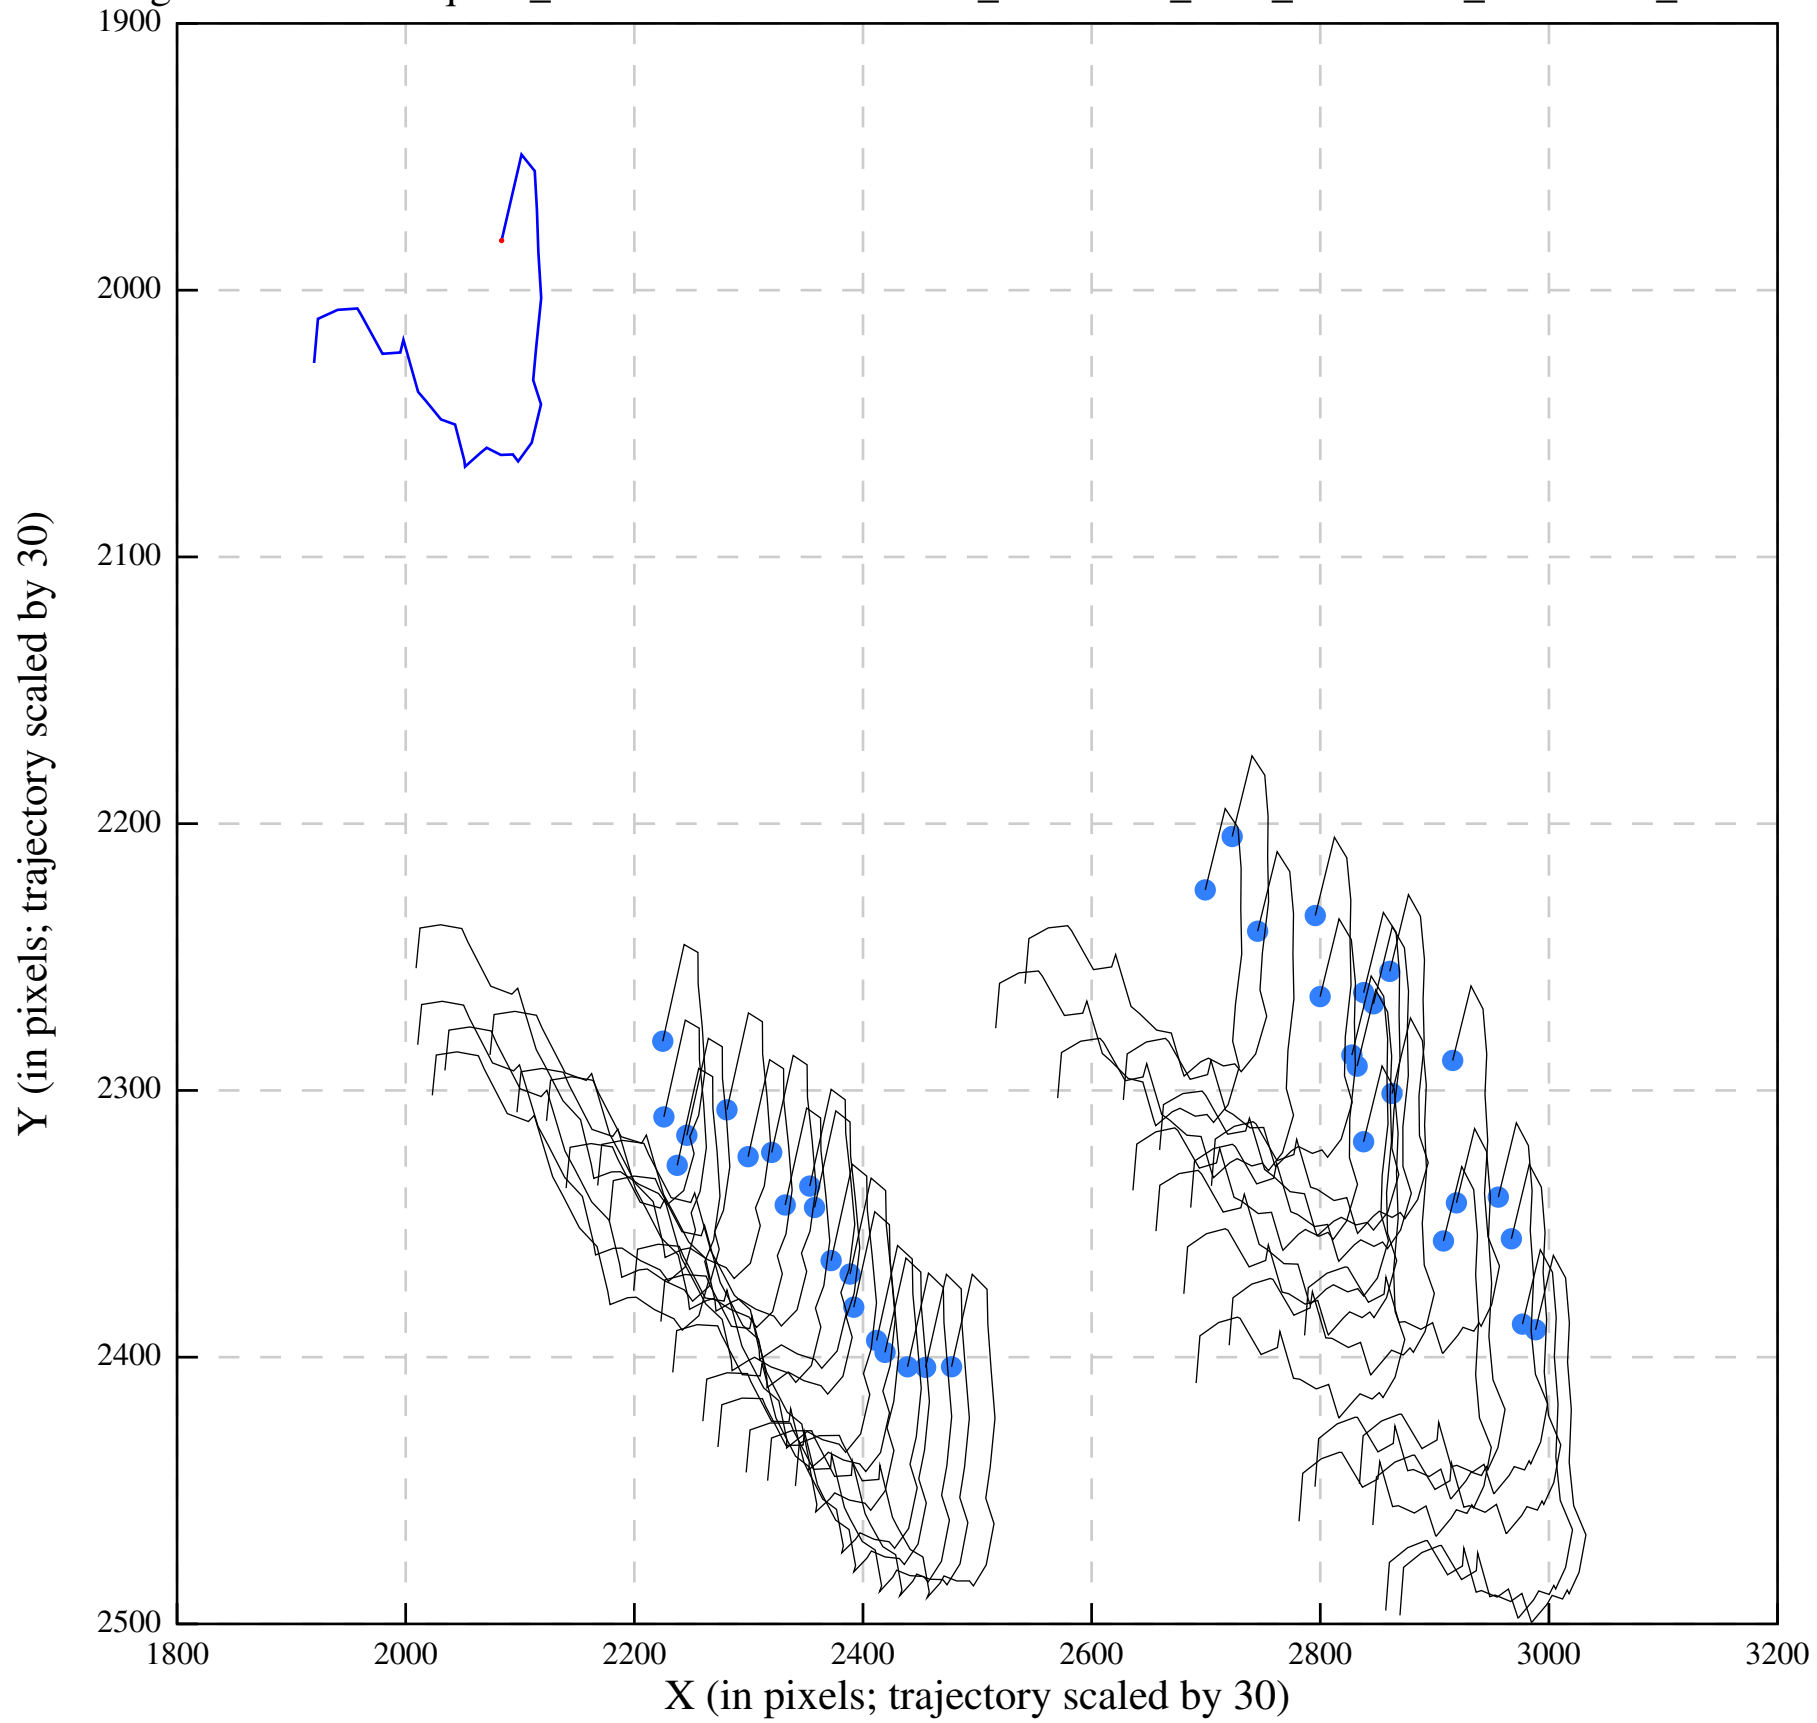 1900
2000
2100
2200
2300
2400
2500
1800 2000 2200 2400 2600 2800 3000 3200
X (in pixels; trajectory scaled by 30)
Y (in pixels; trajectory scaled by 30)